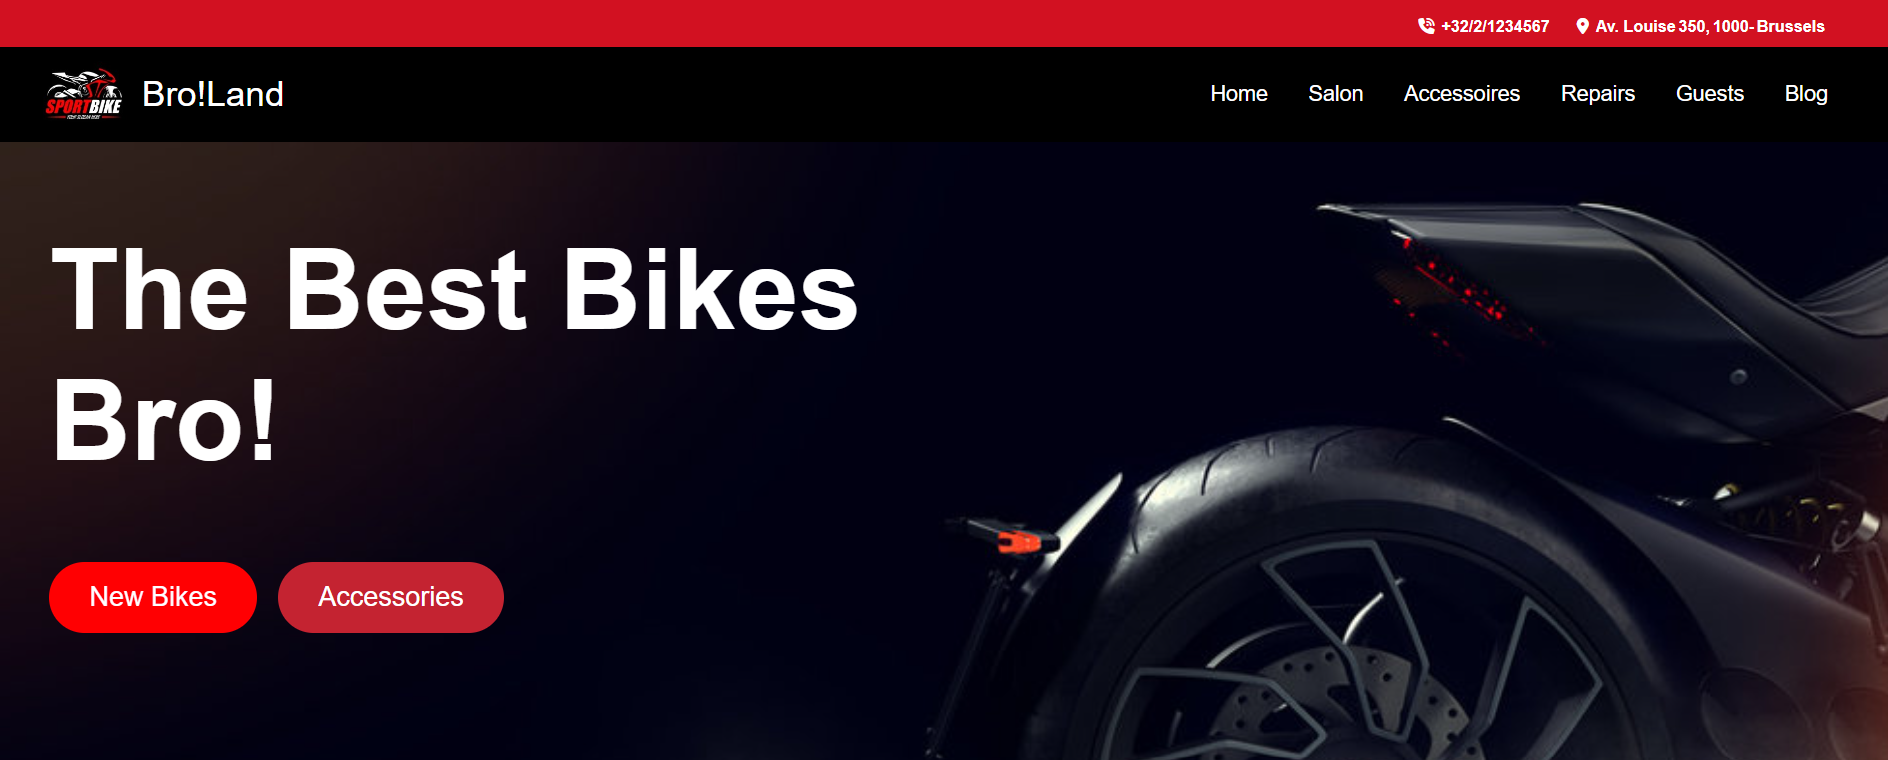 +32/2/1234567 Av. Louise 350, 1000- Brussels
SPORTBIKE
Bro!Land
Home Salon Accessoires Repairs Guests Blog
The Best Bikes
Bro!
New Bikes Accessories